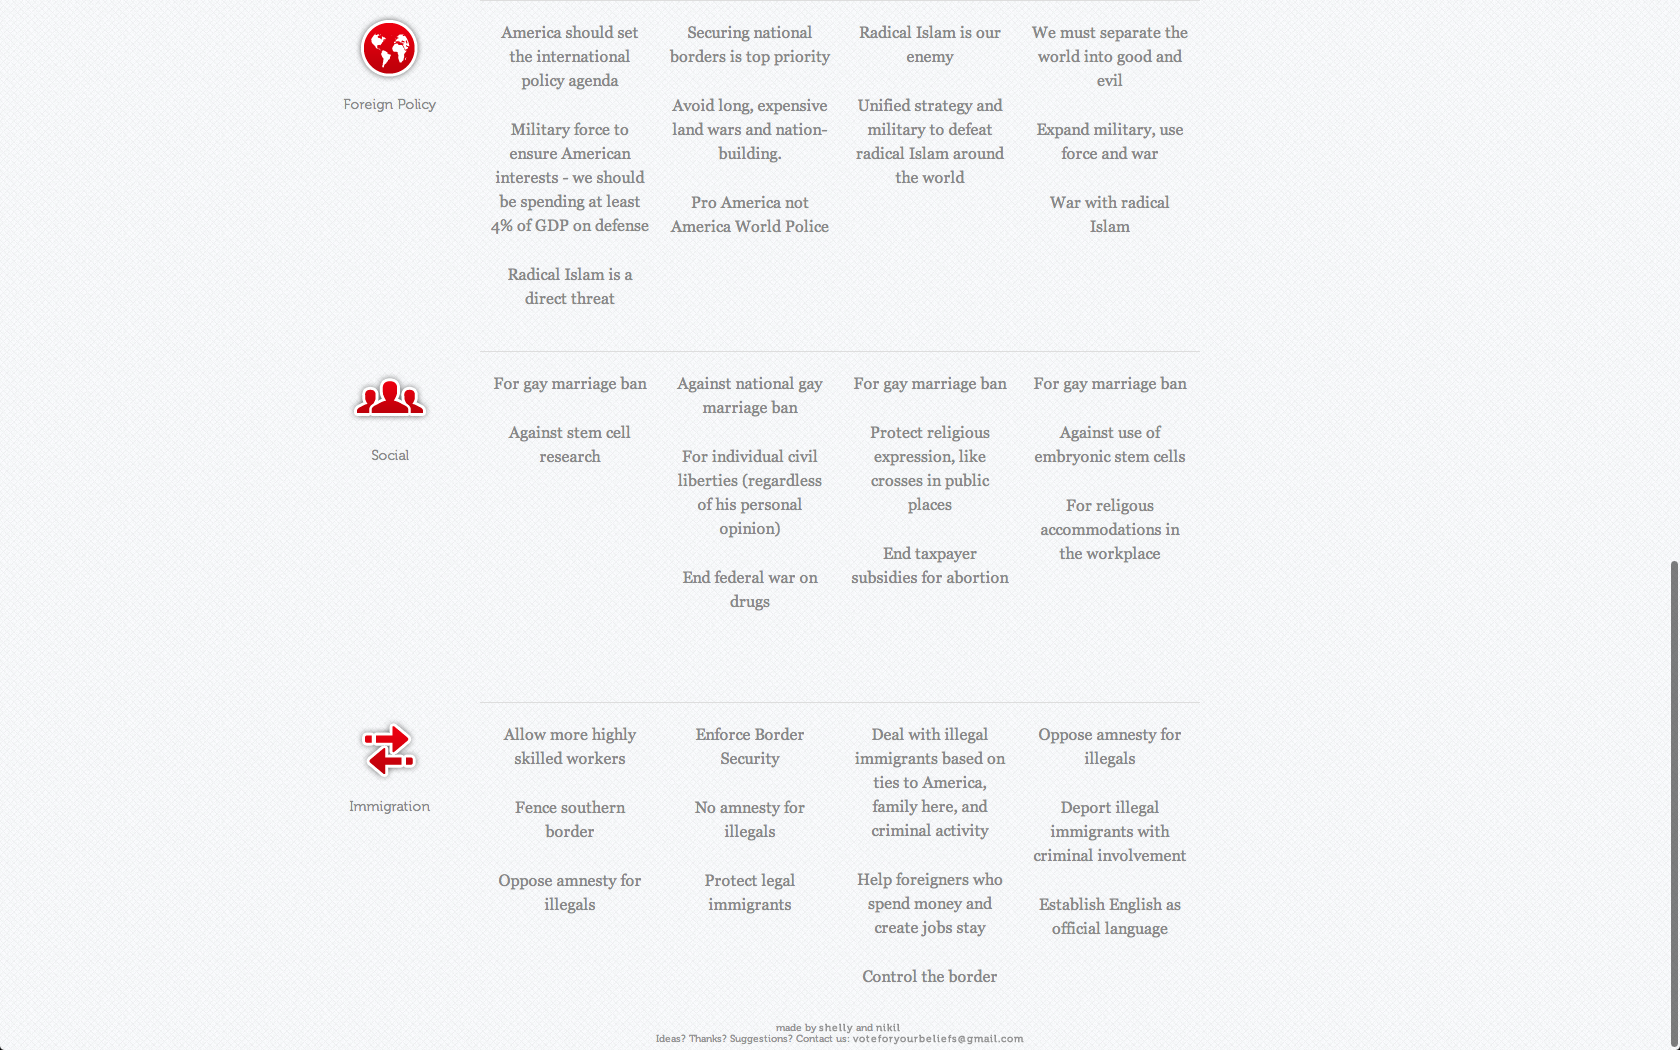 Foreign Policy
America should set
the international
policy agenda
Military force to
ensure American
interests - we should
be spending at least
4% of GDP on defense
Radical Islam is a
direct threat
Securing national
borders is top priority
Avoid long, expensive
land wars and nation-
building.
Pro America not
America World Police
Radical Islam is our
enemy
Unified strategy and
military to defeat
radical Islam around
the world
We must separate the
world into good and
evil
Expand military, use
force and war
War with radical
Islam
Social
For gay marriage ban
Against stem cell
research
Against national gay
marriage ban
For individual civil
liberties (regardless
of his personal
opinion)
End federal war on
drugs
For gay marriage ban
Protect religious
expression, like
crosses in public
places
End taxpayer
subsidies for abortion
For gay marriage ban
Against use of
embryonic stem cells
For religous
accommodations in
the workplace
Immigration
Allow more highly
skilled workers
Fence southern
border
Oppose amnesty for
illegals
Enforce Border
Security
No amnesty for
illegals
Protect legal
immigrants
Deal with illegal
immigrants based on
ties to America,
family here, and
criminal activity
Help foreigners who
spend money and
create jobs stay
Control the border
Oppose amnesty for
illegals
Deport illegal
immigrants with
criminal involvement
Establish English as
official language
made by shelly and nikil
Ideas? Thanks? Suggestions? Contact us: voteforyourbeliefs@gmail.com